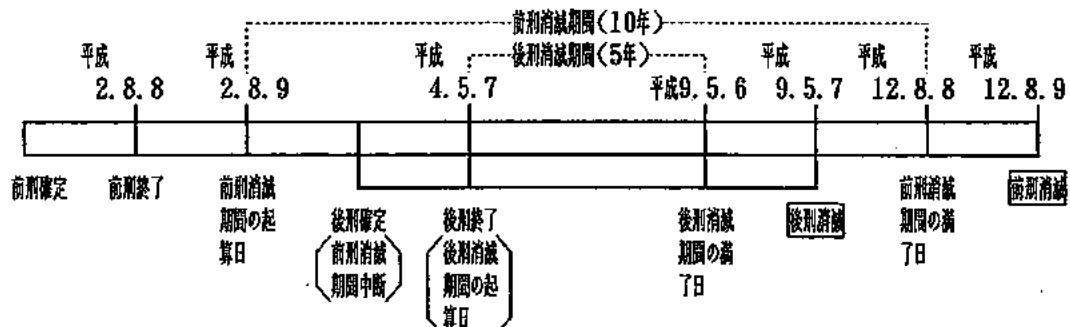 前刑消滅期間(10年)
後刑消滅期間(5年)
平成
2.8.8
平成
2.8.9
平成
4.5.7
平成9.5.6
平成
9.5.7
平成
12.8.8
平成
12.8.9
前刑確定
前刑終了
前刑消滅
期間の起
算日
後刑確定
前刑消滅
期間中断
後刑終了
後刑消滅
期間の起
算日
後刑消滅
期間の満
了日
後刑消滅
前刑消滅
期間の満
了日
前刑消滅